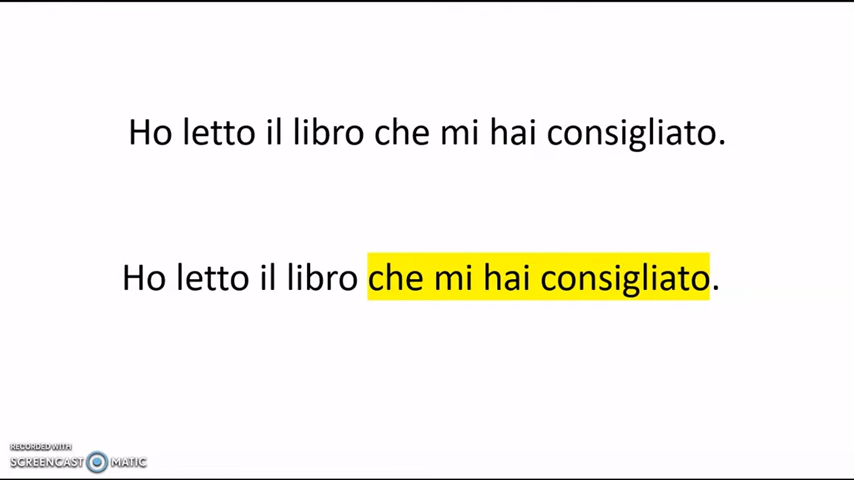 Ho letto il libro che mi hai consigliato.
Ho letto il libro che mi hai consigliato.
RECORDED WITH
SCREENCAST MATIC